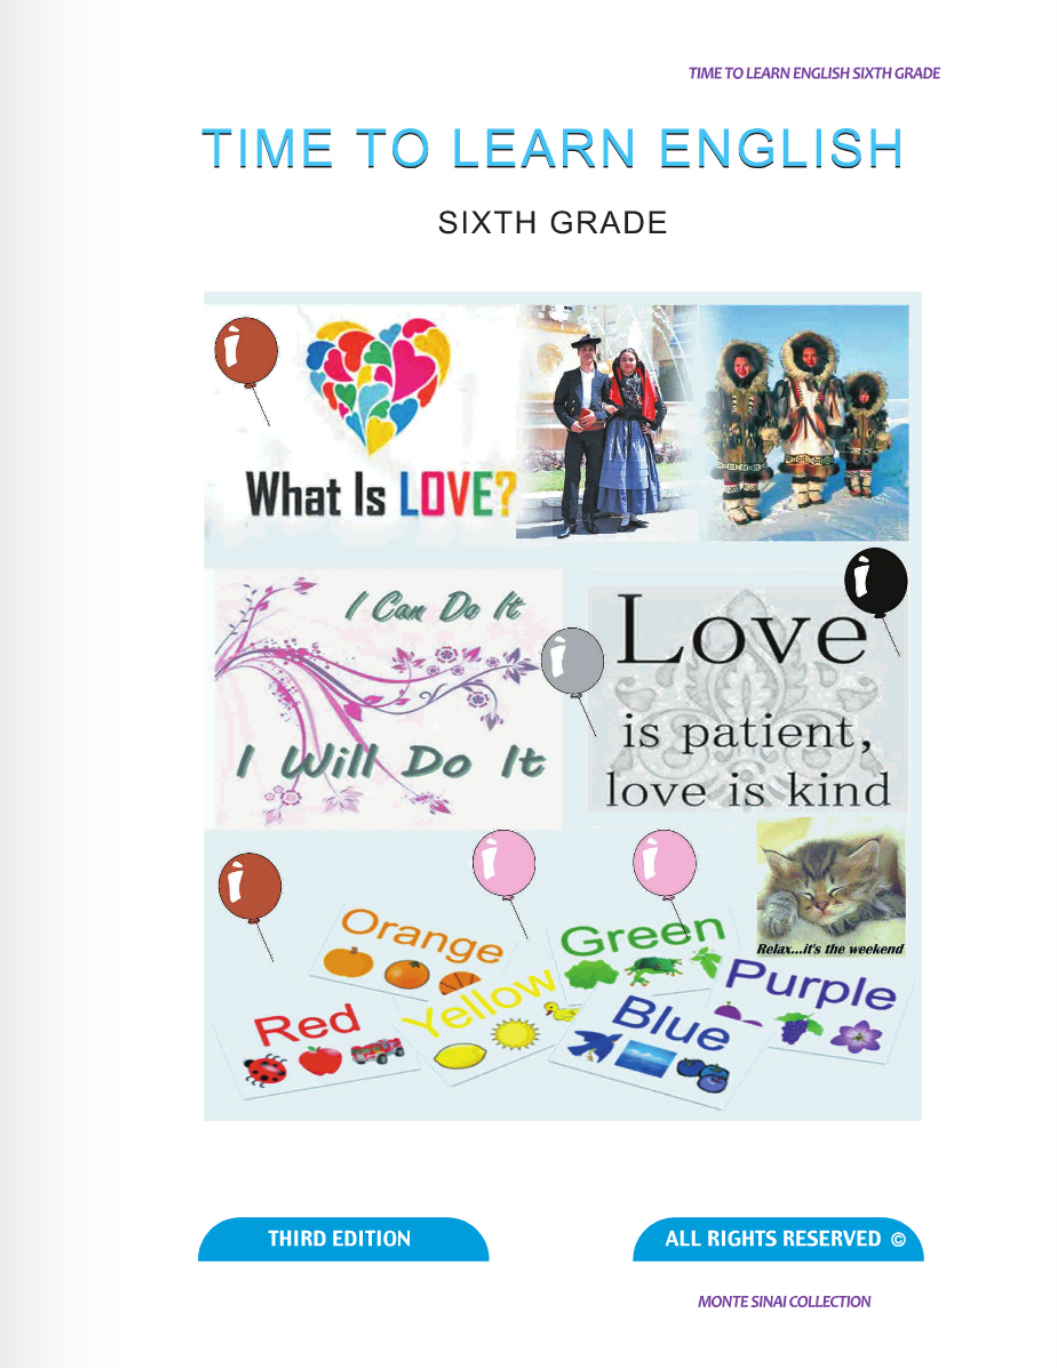 TIME TO LEARN ENGLISH SIXTH GRADE
TIME TO LEARN ENGLISH
SIXTH GRADE
What Is LOVE?
I Can Do It
I Will Do It
Love
is patient,
love is kind
Relax...it's the weekend
Orange
Green
Purple
Red
Yellow
Blue
THIRD EDITION
ALL RIGHTS RESERVED ©
MONTE SINAI COLLECTION